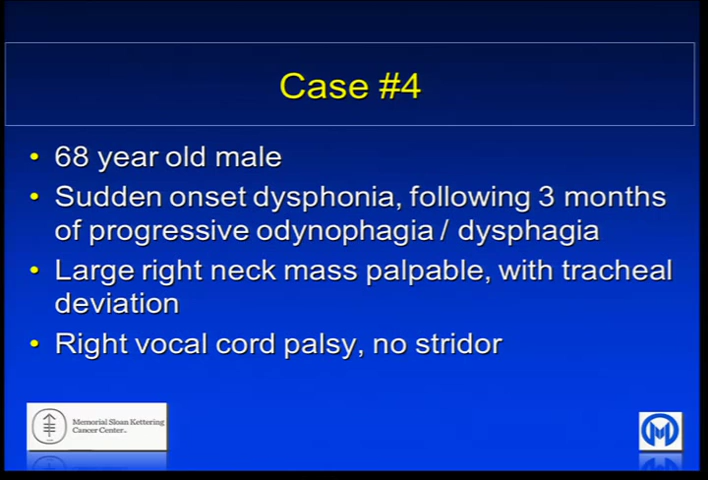 Case #4
• 68 year old male
• Sudden onset dysphonia, following 3 months
of progressive odynophagia / dysphagia
• Large right neck mass palpable, with tracheal
deviation
• Right vocal cord palsy, no stridor
Memorial Sloan Kettering
Cancer Center